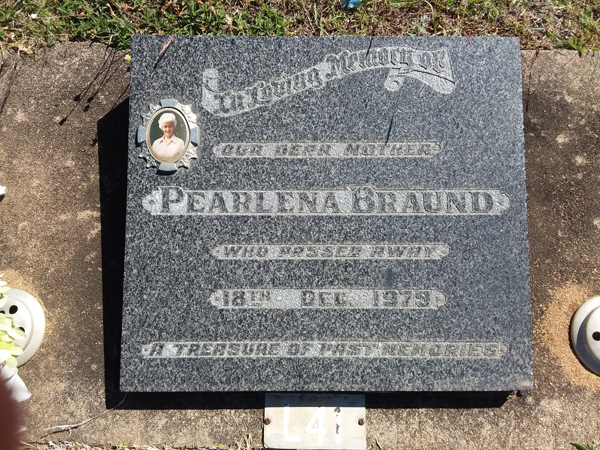 In Loving Memory of
OUR DEAR MOTHER
PEARLENA BRAUND
WHO PASSED AWAY
18TH DEC. 1979
A TREASURE OF PAST MEMORIES
L41